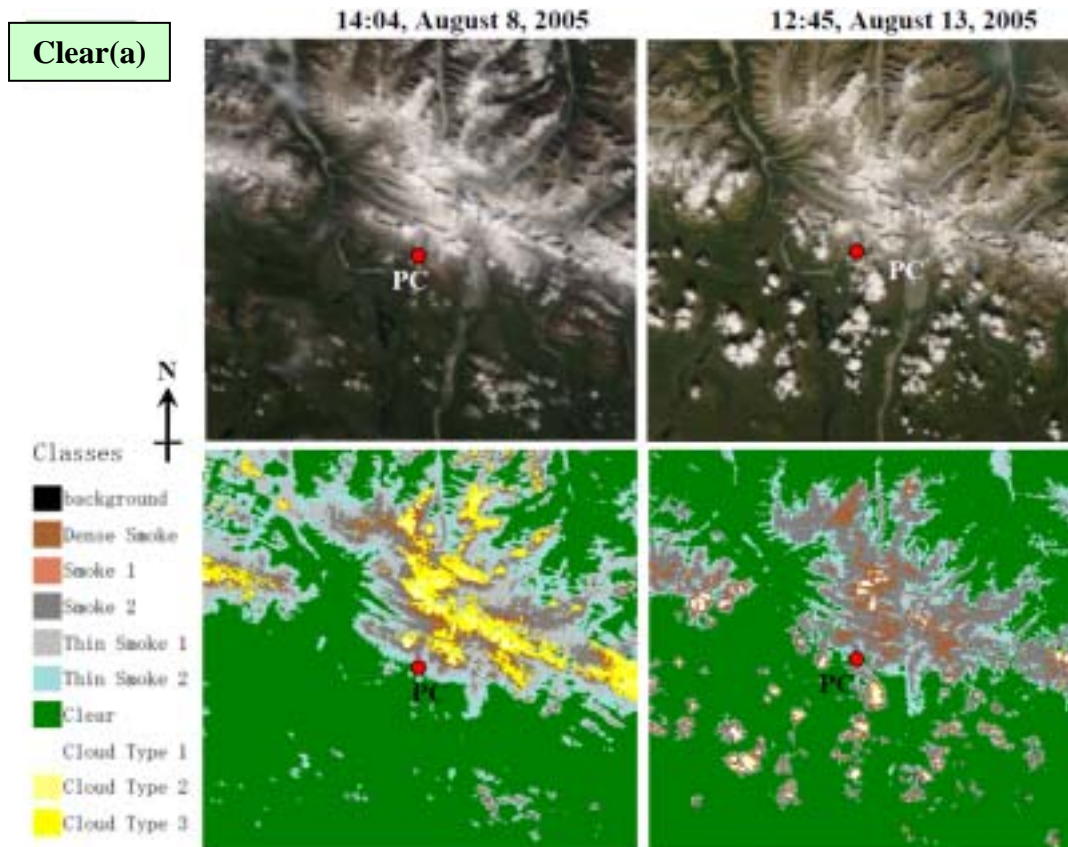 14:04, August 8, 2005
12:45, August 13, 2005
Clear(a)
PC
PC
N
Classes
background
Dense Smoke
Smoke 1
Smoke 2
Thin Smoke 1
Thin Smoke 2
Clear
Cloud Type 1
Cloud Type 2
Cloud Type 3
PC
PC